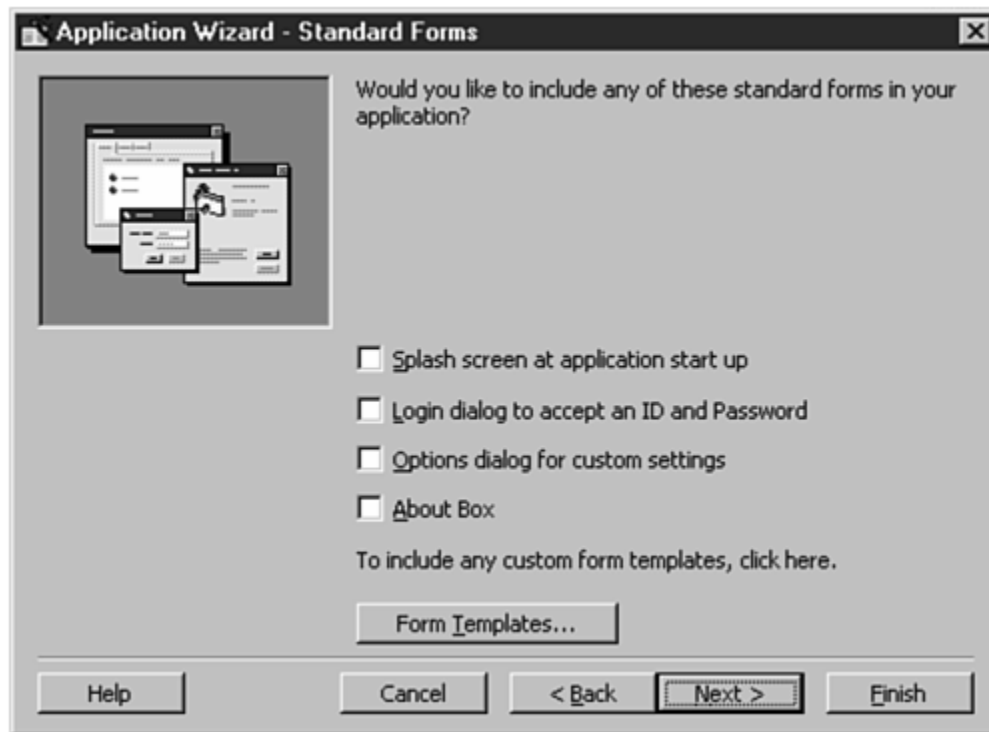 Application Wizard - Standard Forms
Would you like to include any of these standard forms in your
application?
Splash screen at application start up
Login dialog to accept an ID and Password
Options dialog for custom settings
About Box
To include any custom form templates, click here.
Form Templates...
Help
Cancel
< Back
Next >
Finish